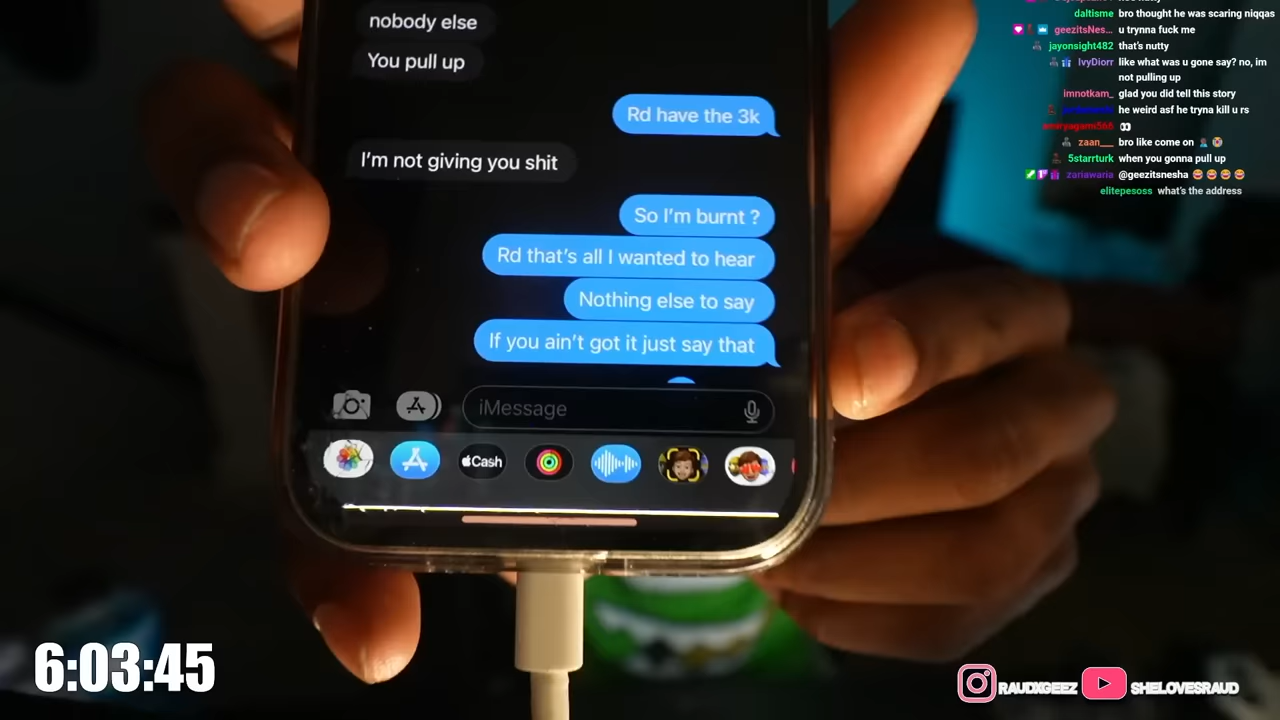 nobody else
You pull up
Rd have the 3k
I'm not giving you shit
So I'm burnt ?
Rd that's all I wanted to hear
Nothing else to say
If you ain't got it just say that
iMessage
Cash
daltisme bro thought he was scaring niqqas
geezitsNes... u trynna fuck me
jayonsight482 that's nutty
IvyDiorr like what was u gone say? no, im
not pulling up
imnotkam_ glad you did tell this story
he weird asf he tryna kill u rs
zaan___ bro like come on
5starrturk when you gonna pull up
zariawaria @geezitsnesha
elitepesoss what's the address
6:03:45
RAUDXGEEZ
SHELOVESRAUD